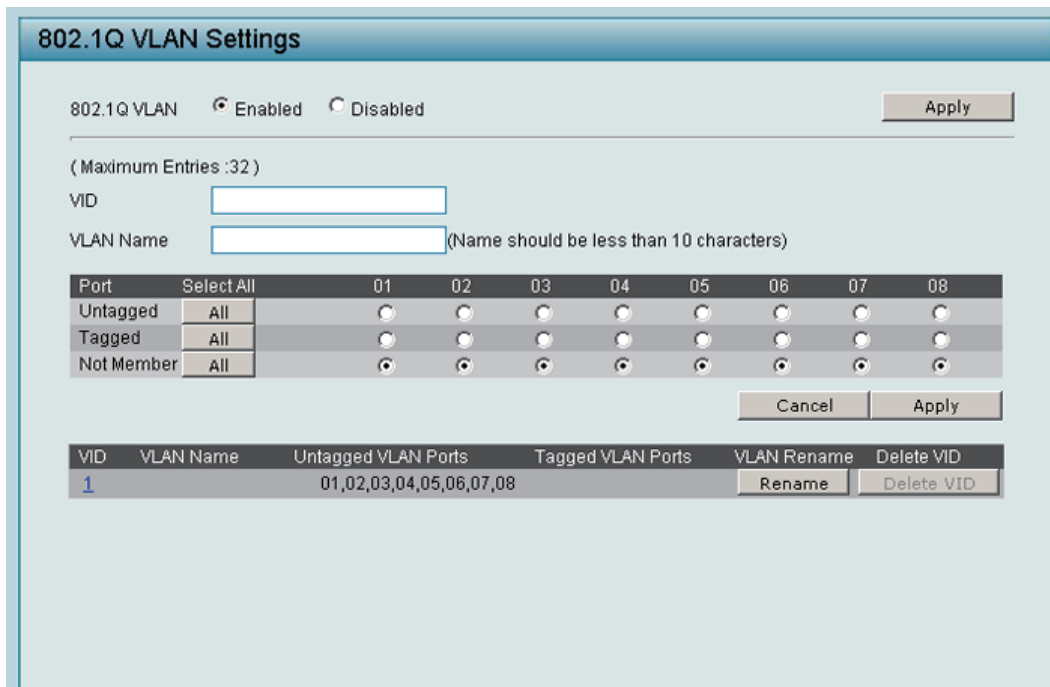 802.1Q VLAN Settings
802.1Q VLAN Enabled Disabled Apply
( Maximum Entries :32 )
VID
VLAN Name (Name should be less than 10 characters)
Port Select All 01 02 03 04 05 06 07 08
Untagged All
Tagged All
Not Member All
Cancel Apply
VID VLAN Name Untagged VLAN Ports Tagged VLAN Ports VLAN Rename Delete VID
1 01,02,03,04,05,06,07,08 Rename Delete VID